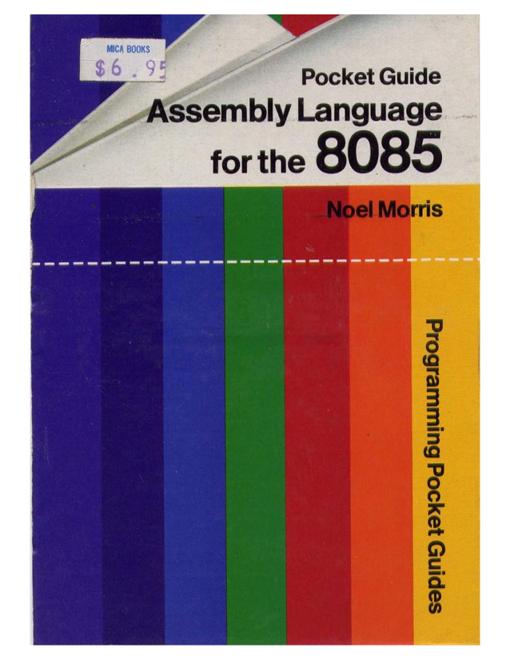 MICA BOOKS
$6.95
Pocket Guide
Assembly Language
for the 8085
Noel Morris
Programming Pocket Guides